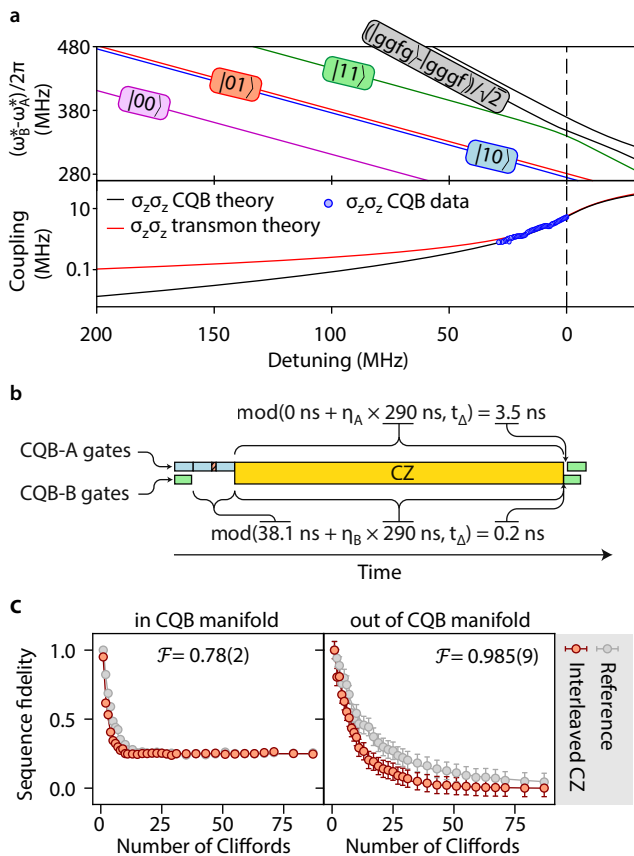 a
(ω*B-ω*A)/2π
(MHz)
480
380
280
|00⟩
|01⟩
|11⟩
(|ggfg⟩-|gggf⟩)/√2
|10⟩
Coupling
(MHz)
10
0.1
σzσz CQB theory
σzσz CQB data
σzσz transmon theory
200
150
100
50
0
Detuning (MHz)
b
mod(0 ns + ηA × 290 ns, tΔ) = 3.5 ns
CQB-A gates
CQB-B gates
CZ
mod(38.1 ns + ηB × 290 ns, tΔ) = 0.2 ns
Time
c
in CQB manifold
out of CQB manifold
Sequence fidelity
1.0
0.5
0.0
ℱ= 0.78(2)
ℱ= 0.985(9)
Reference
Interleaved CZ
0
25
50
75
0
25
50
75
Number of Cliffords
Number of Cliffords